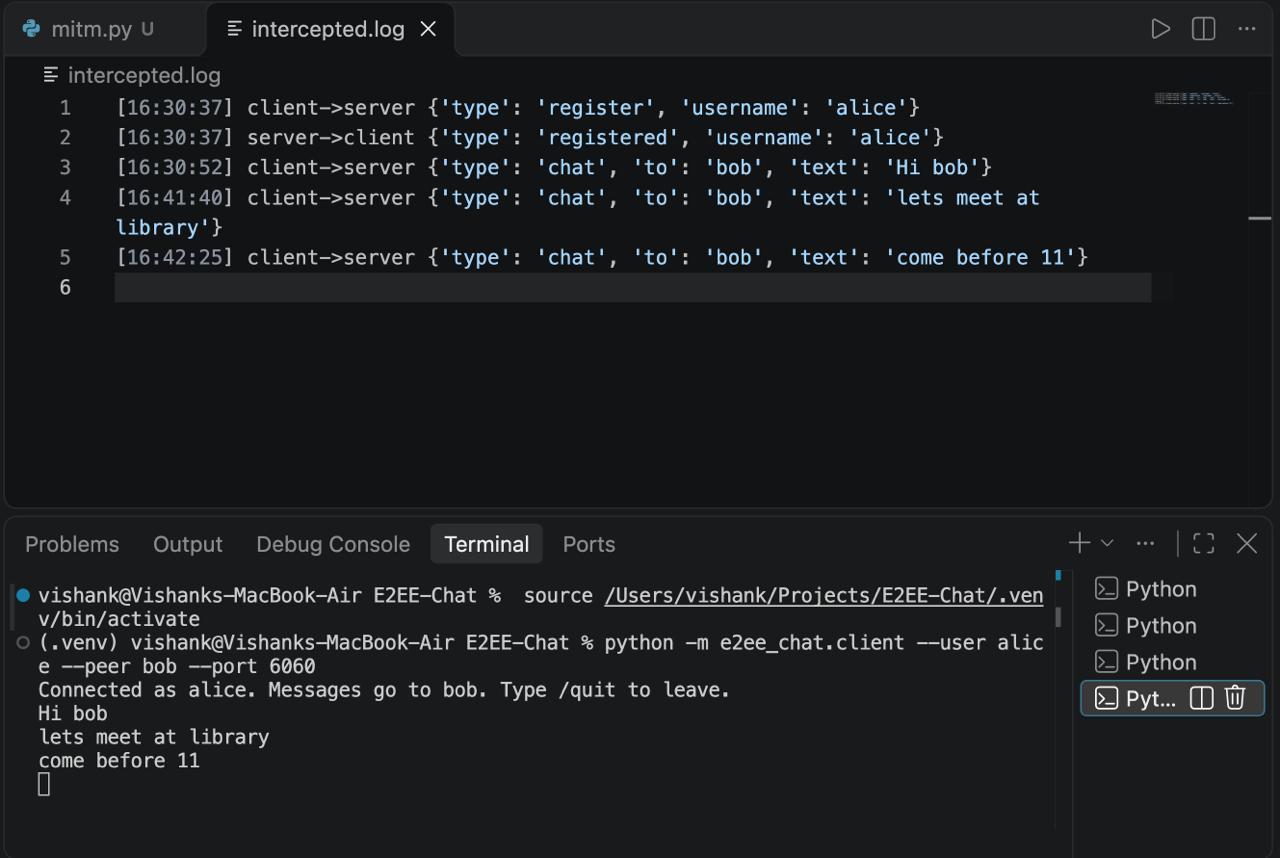 mitm.py U
intercepted.log
intercepted.log
1 [16:30:37] client->server {'type': 'register', 'username': 'alice'}
2 [16:30:37] server->client {'type': 'registered', 'username': 'alice'}
3 [16:30:52] client->server {'type': 'chat', 'to': 'bob', 'text': 'Hi bob'}
4 [16:41:40] client->server {'type': 'chat', 'to': 'bob', 'text': 'lets meet at
library'}
5 [16:42:25] client->server {'type': 'chat', 'to': 'bob', 'text': 'come before 11'}
6
Problems Output Debug Console Terminal Ports
vishank@Vishanks-MacBook-Air E2EE-Chat %  source /Users/vishank/Projects/E2EE-Chat/.ven
v/bin/activate
(.venv) vishank@Vishanks-MacBook-Air E2EE-Chat % python -m e2ee_chat.client --user alic
e --peer bob --port 6060
Connected as alice. Messages go to bob. Type /quit to leave.
Hi bob
lets meet at library
come before 11
Python
Python
Python
Pyt...